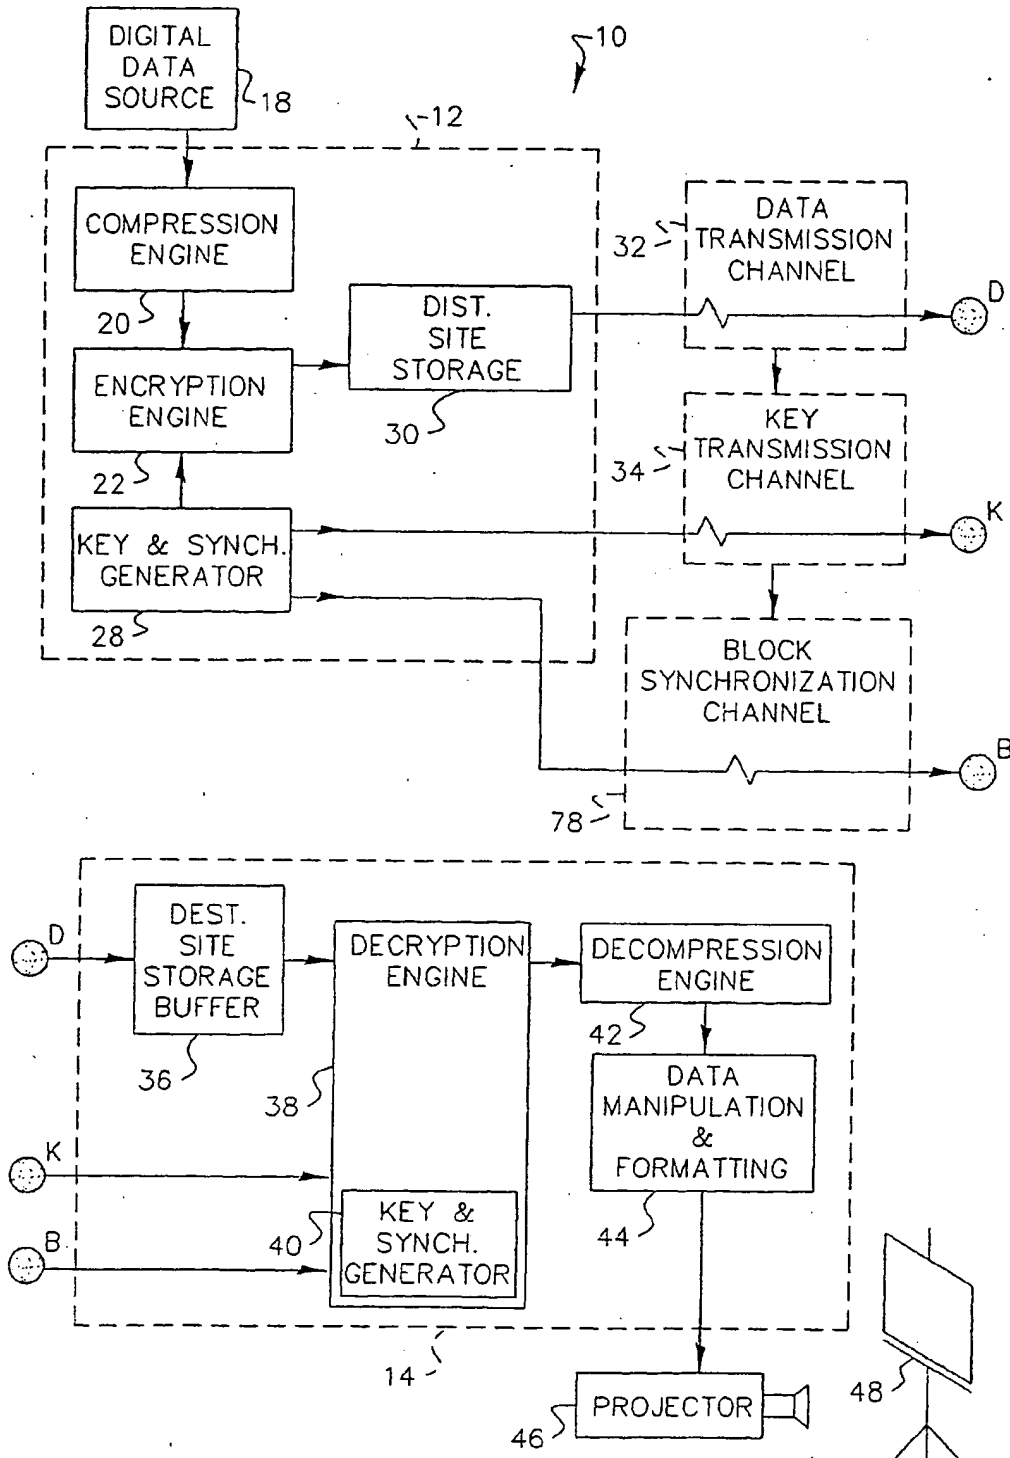 DIGITAL
DATA
SOURCE
18
10
12
COMPRESSION
ENGINE
20
ENCRYPTION
ENGINE
22
KEY & SYNCH.
GENERATOR
28
DIST.
SITE
STORAGE
30
DATA
TRANSMISSION
CHANNEL
32
D
KEY
TRANSMISSION
CHANNEL
34
K
BLOCK
SYNCHRONIZATION
CHANNEL
78
B
D
DEST.
SITE
STORAGE
BUFFER
36
K
B
DECRYPTION
ENGINE
38
KEY &
SYNCH.
GENERATOR
40
DECOMPRESSION
ENGINE
42
DATA
MANIPULATION
&
FORMATTING
44
14
PROJECTOR
46
48